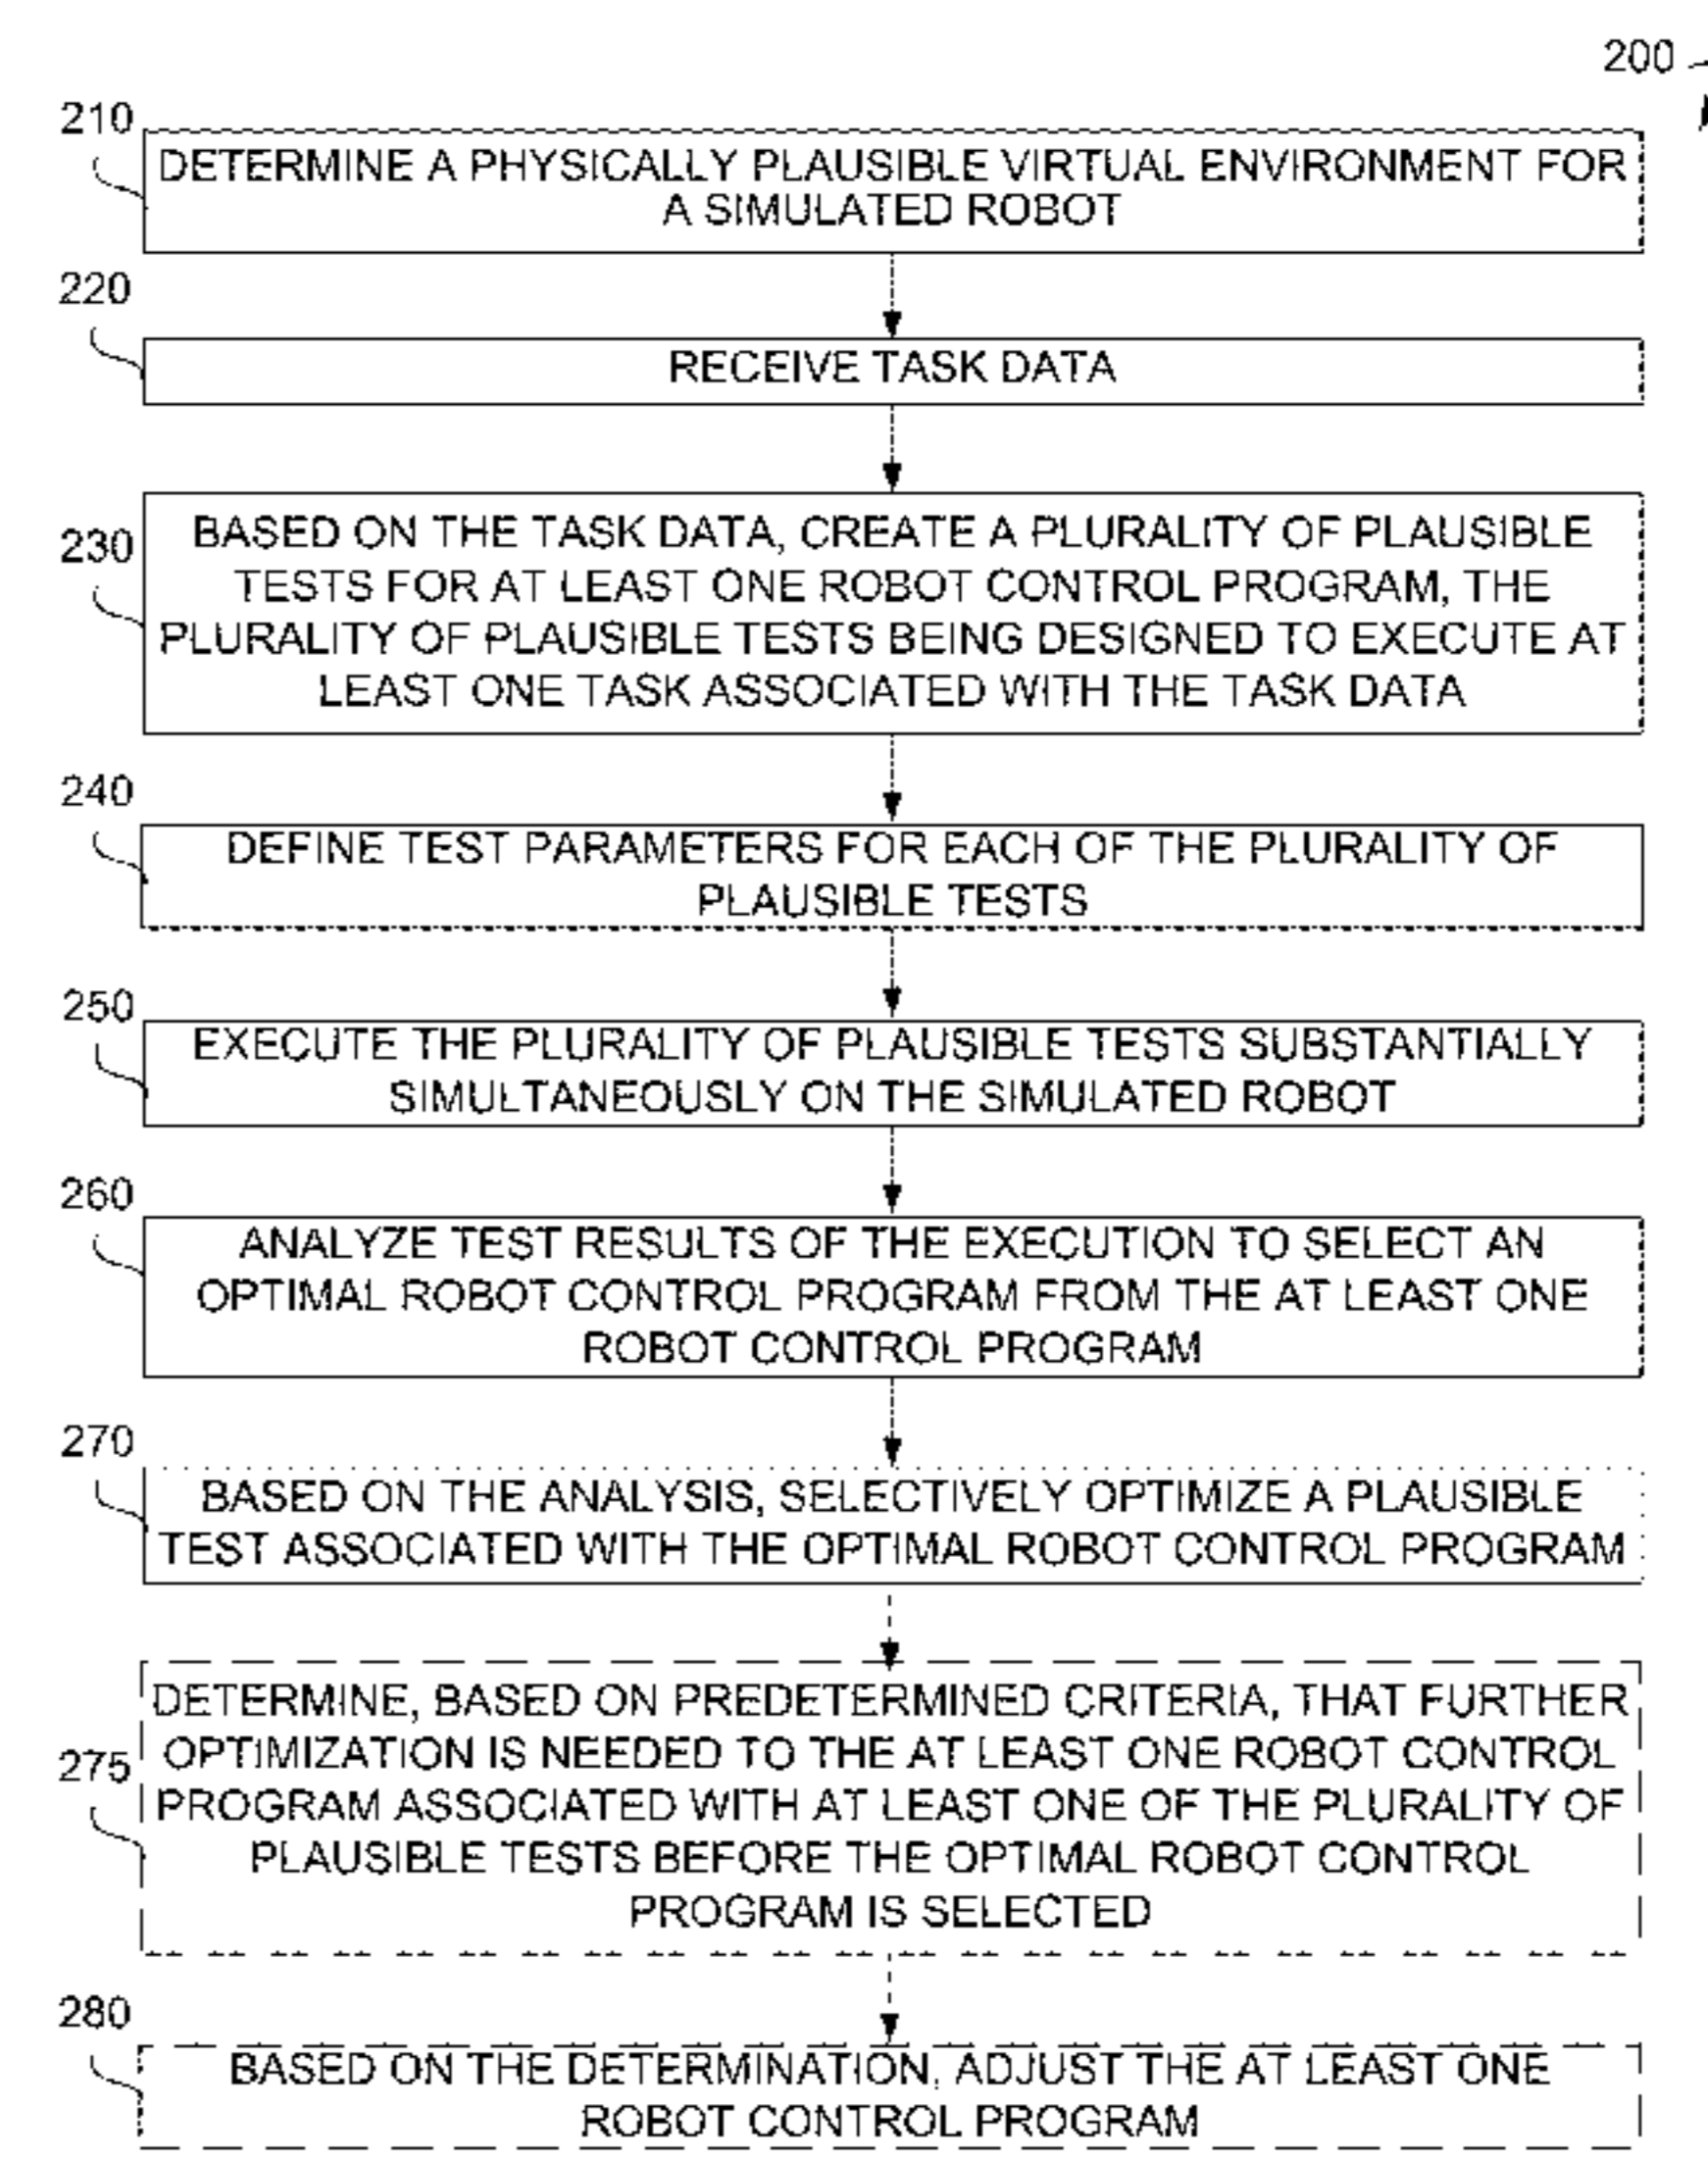 200
210
DETERMINE A PHYSICALLY PLAUSIBLE VIRTUAL ENVIRONMENT FOR
A SIMULATED ROBOT
220
RECEIVE TASK DATA
230
BASED ON THE TASK DATA, CREATE A PLURALITY OF PLAUSIBLE
TESTS FOR AT LEAST ONE ROBOT CONTROL PROGRAM, THE
PLURALITY OF PLAUSIBLE TESTS BEING DESIGNED TO EXECUTE AT
LEAST ONE TASK ASSOCIATED WITH THE TASK DATA
240
DEFINE TEST PARAMETERS FOR EACH OF THE PLURALITY OF
PLAUSIBLE TESTS
250
EXECUTE THE PLURALITY OF PLAUSIBLE TESTS SUBSTANTIALLY
SIMULTANEOUSLY ON THE SIMULATED ROBOT
260
ANALYZE TEST RESULTS OF THE EXECUTION TO SELECT AN
OPTIMAL ROBOT CONTROL PROGRAM FROM THE AT LEAST ONE
ROBOT CONTROL PROGRAM
270
BASED ON THE ANALYSIS, SELECTIVELY OPTIMIZE A PLAUSIBLE
TEST ASSOCIATED WITH THE OPTIMAL ROBOT CONTROL PROGRAM
275
DETERMINE, BASED ON PREDETERMINED CRITERIA, THAT FURTHER
OPTIMIZATION IS NEEDED TO THE AT LEAST ONE ROBOT CONTROL
PROGRAM ASSOCIATED WITH AT LEAST ONE OF THE PLURALITY OF
PLAUSIBLE TESTS BEFORE THE OPTIMAL ROBOT CONTROL
PROGRAM IS SELECTED
280
BASED ON THE DETERMINATION, ADJUST THE AT LEAST ONE
ROBOT CONTROL PROGRAM